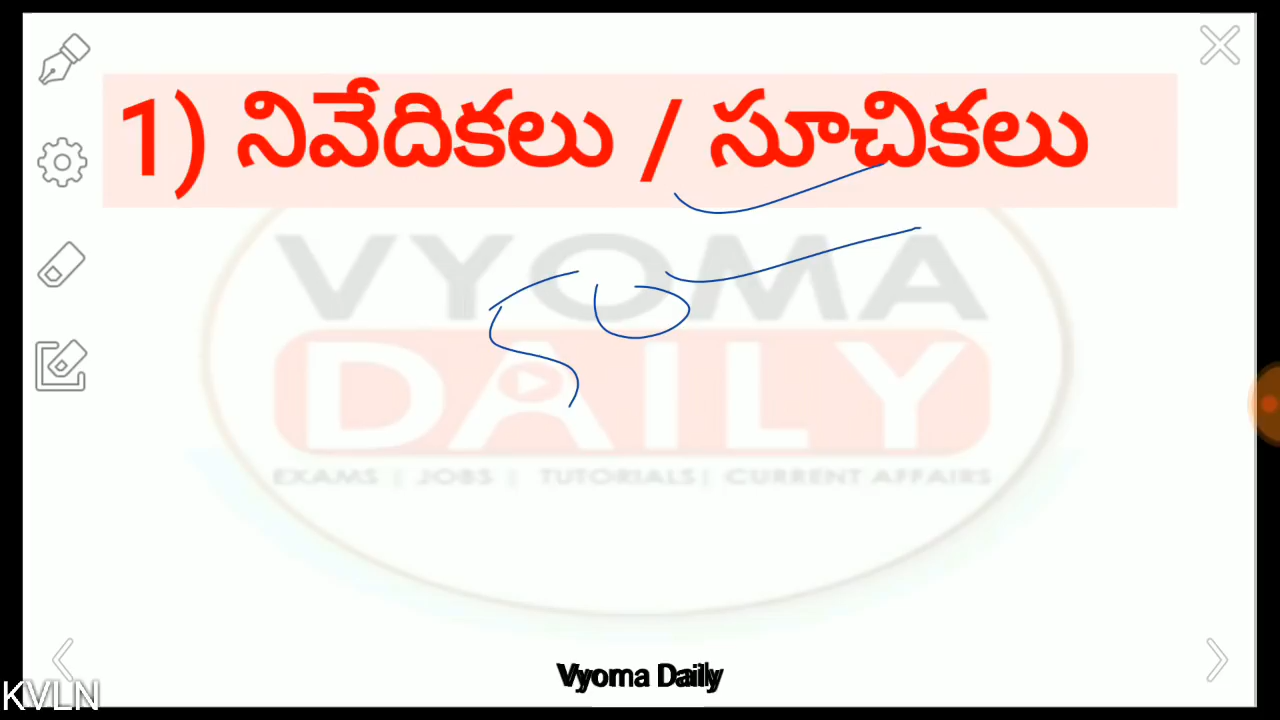 1) నివేదికలు / సూచికలు
VYOMA
DAILY
EXAMS | JOBS | TUTORIALS | CURRENT AFFAIRS
Vyoma Daily
KVLN